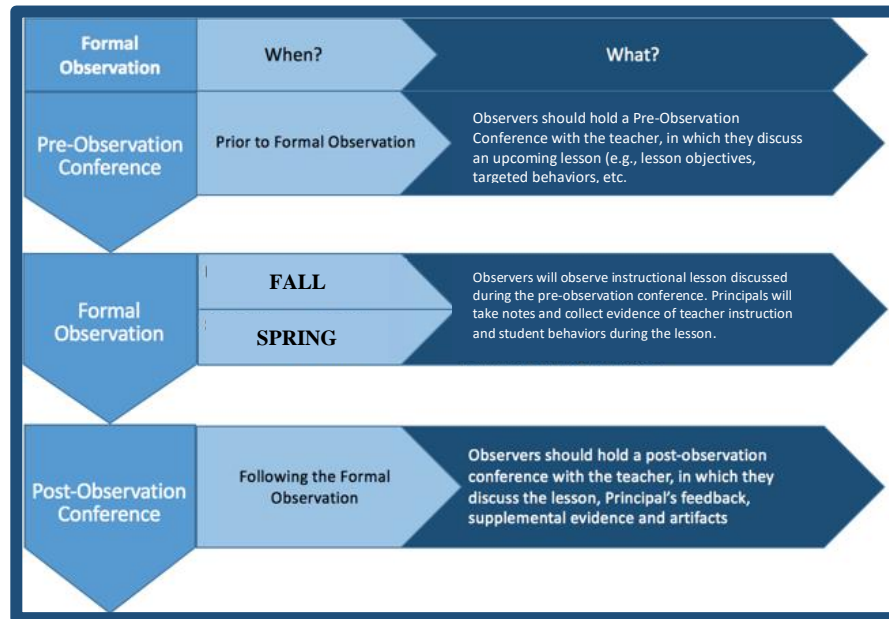 Formal
Observation
When?
What?
Pre-Observation
Conference
Prior to Formal Observation
Observers should hold a Pre-Observation
Conference with the teacher, in which they discuss
an upcoming lesson (e.g., lesson objectives,
targeted behaviors, etc.
Formal
Observation
FALL
SPRING
Observers will observe instructional lesson discussed
during the pre-observation conference. Principals will
take notes and collect evidence of teacher instruction
and student behaviors during the lesson.
Post-Observation
Conference
Following the Formal
Observation
Observers should hold a post-observation
conference with the teacher, in which they
discuss the lesson, Principal's feedback,
supplemental evidence and artifacts